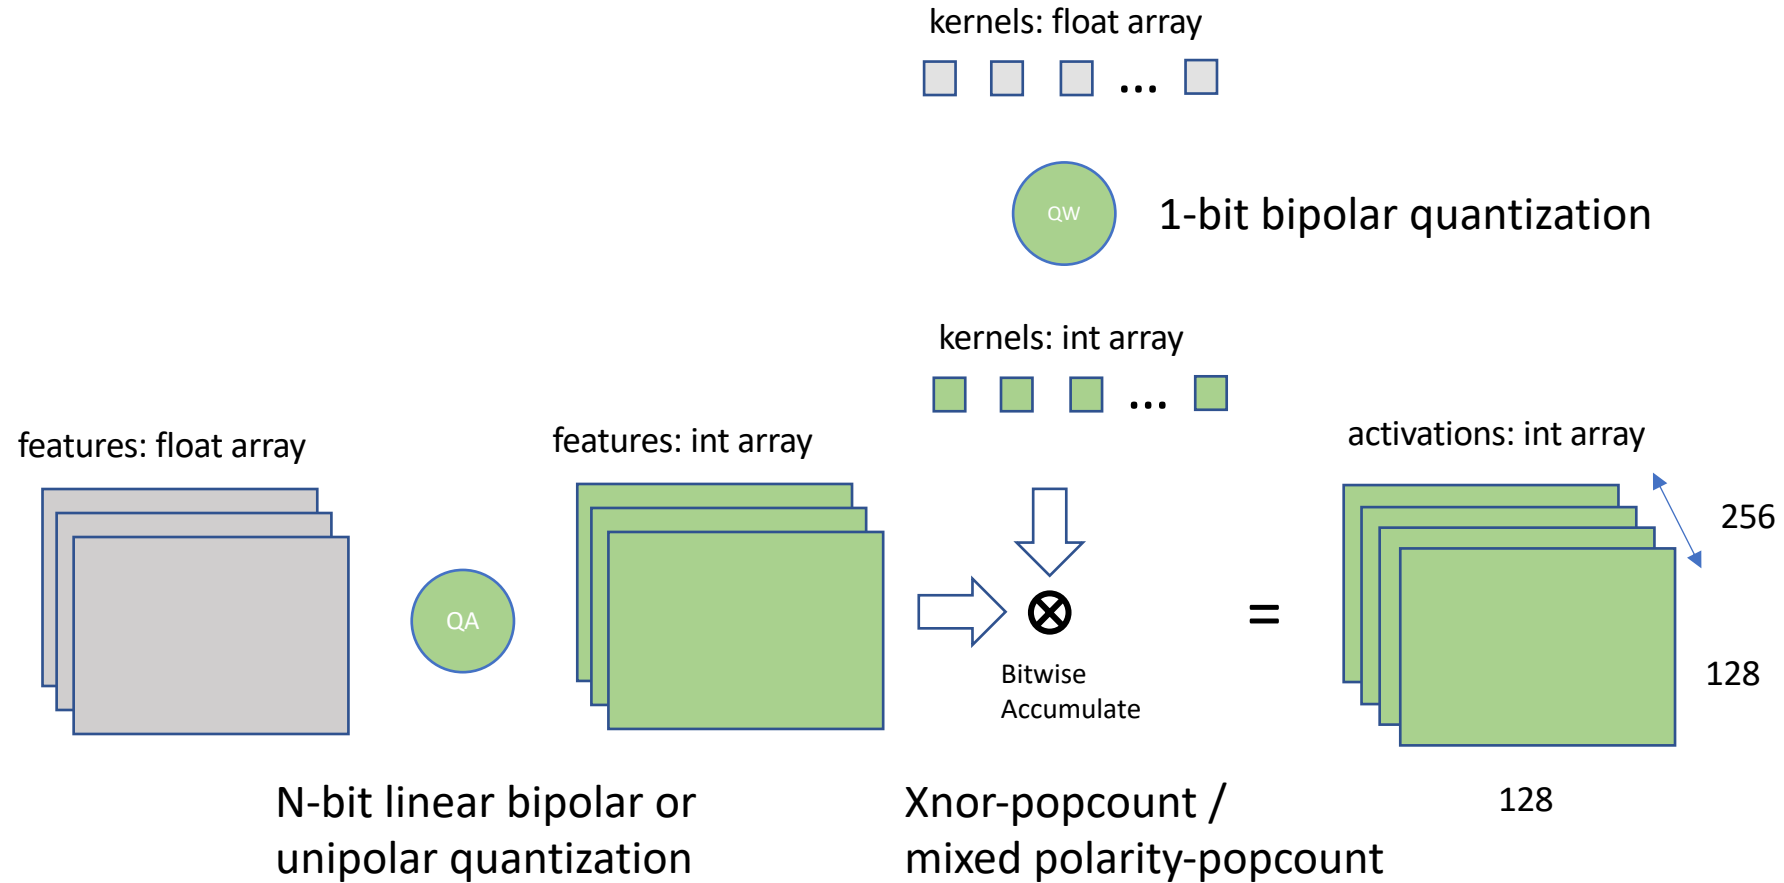 kernels: float array
...
QW
1-bit bipolar quantization
kernels: int array
...
features: float array
features: int array
activations: int array
256
QA
=
Bitwise
Accumulate
128
N-bit linear bipolar or
unipolar quantization
Xnor-popcount /
mixed polarity-popcount
128